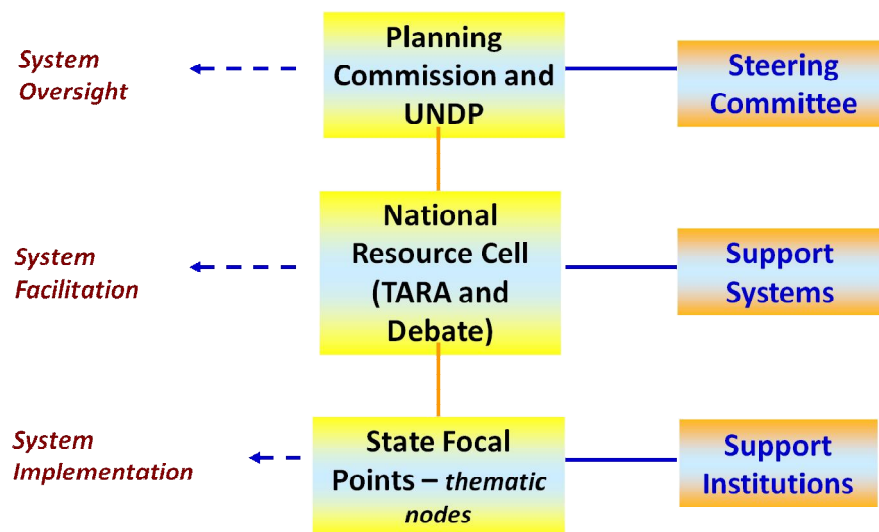 System
Oversight
Planning
Commission and
UNDP
Steering
Committee
System
Facilitation
National
Resource Cell
(TARA and
Debate)
Support
Systems
System
Implementation
State Focal
Points – thematic
nodes
Support
Institutions